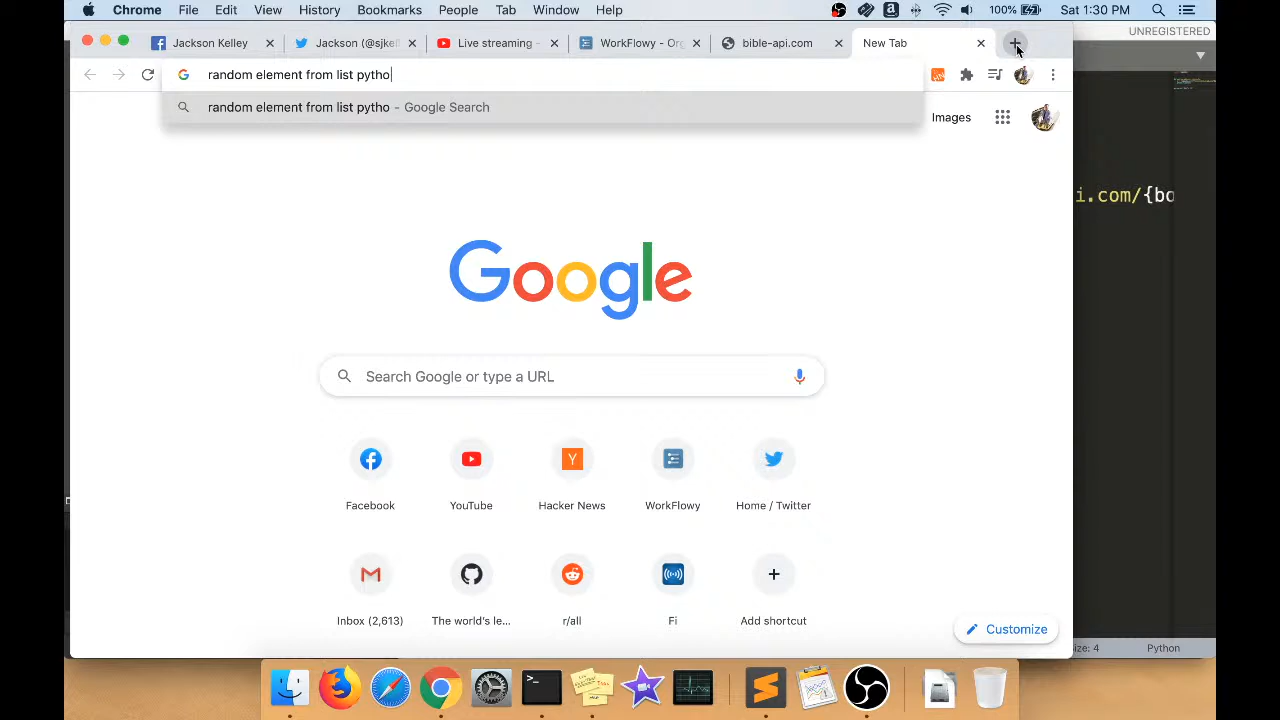 Chrome File Edit View History Bookmarks People Tab Window Help 100% Sat 1:30 PM
UNREGISTERED
Jackson Kelley Jackson (@sjke Live streaming - WorkFlowy - Org bible-api.com New Tab
random element from list pytho
random element from list pytho - Google Search
Images
i.com/{bo
Google
Search Google or type a URL
Facebook YouTube Hacker News WorkFlowy Home / Twitter
Inbox (2,613) The world's le... r/all Fi Add shortcut
Customize
Size: 4 Python